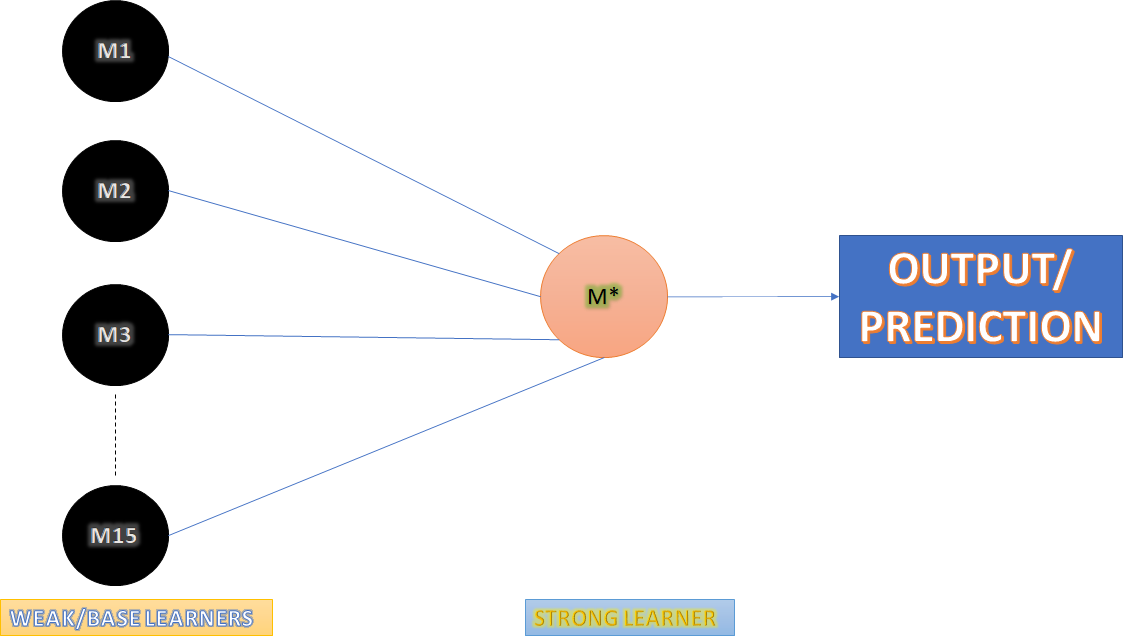 M1
M2
M3
M15
M*
OUTPUT/
PREDICTION
WEAK/BASE LEARNERS
STRONG LEARNER